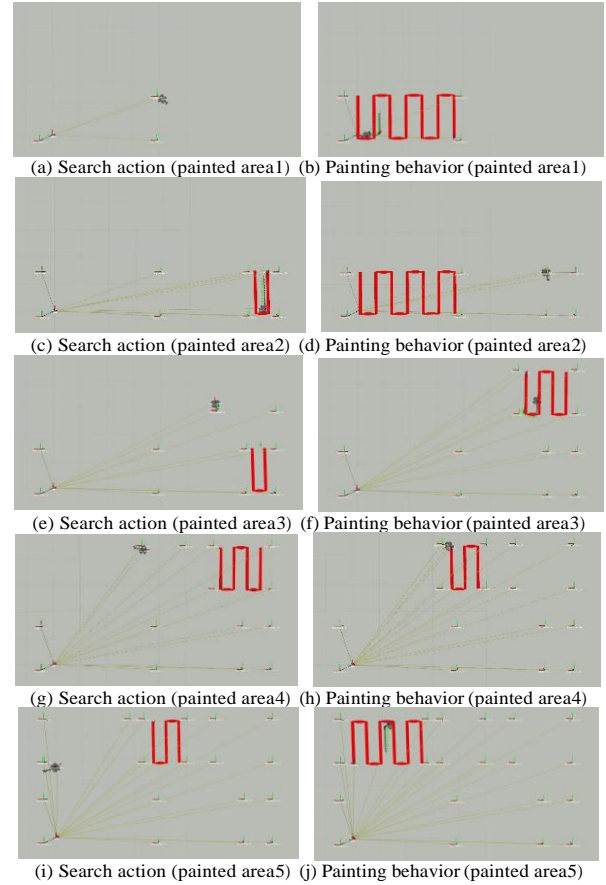 (a) Search action (painted area1) (b) Painting behavior (painted area1)
(c) Search action (painted area2) (d) Painting behavior (painted area2)
(e) Search action (painted area3) (f) Painting behavior (painted area3)
(g) Search action (painted area4) (h) Painting behavior (painted area4)
(i) Search action (painted area5) (j) Painting behavior (painted area5)